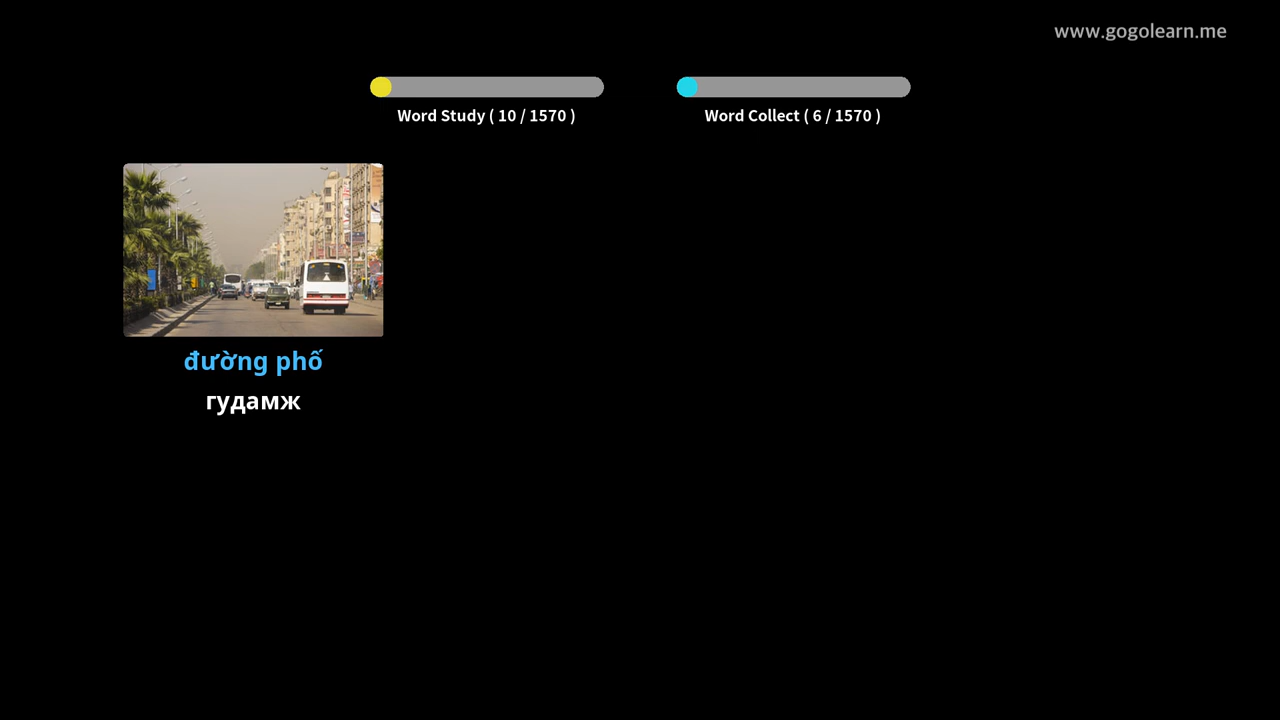 www.gogolearn.me
Word Study ( 10 / 1570 )
Word Collect ( 6 / 1570 )
đường phố
гудамж